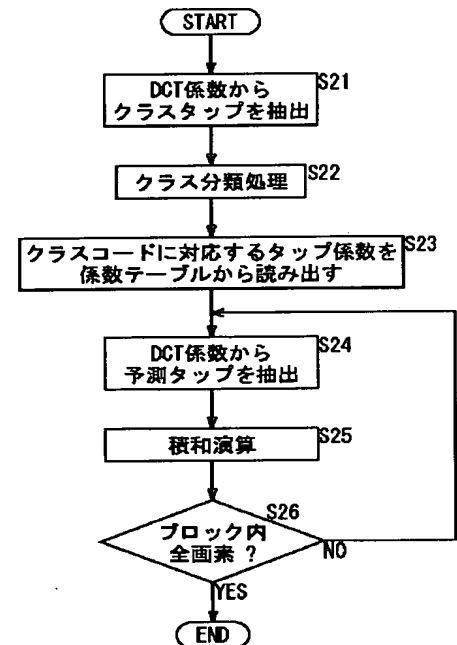 START
S21
DCT係数から
クラスタップを抽出
S22
クラス分類処理
S23
クラスコードに対応するタップ係数を
係数テーブルから読み出す
S24
DCT係数から
予測タップを抽出
S25
積和演算
S26
ブロック内
全画素 ?
NO
YES
END